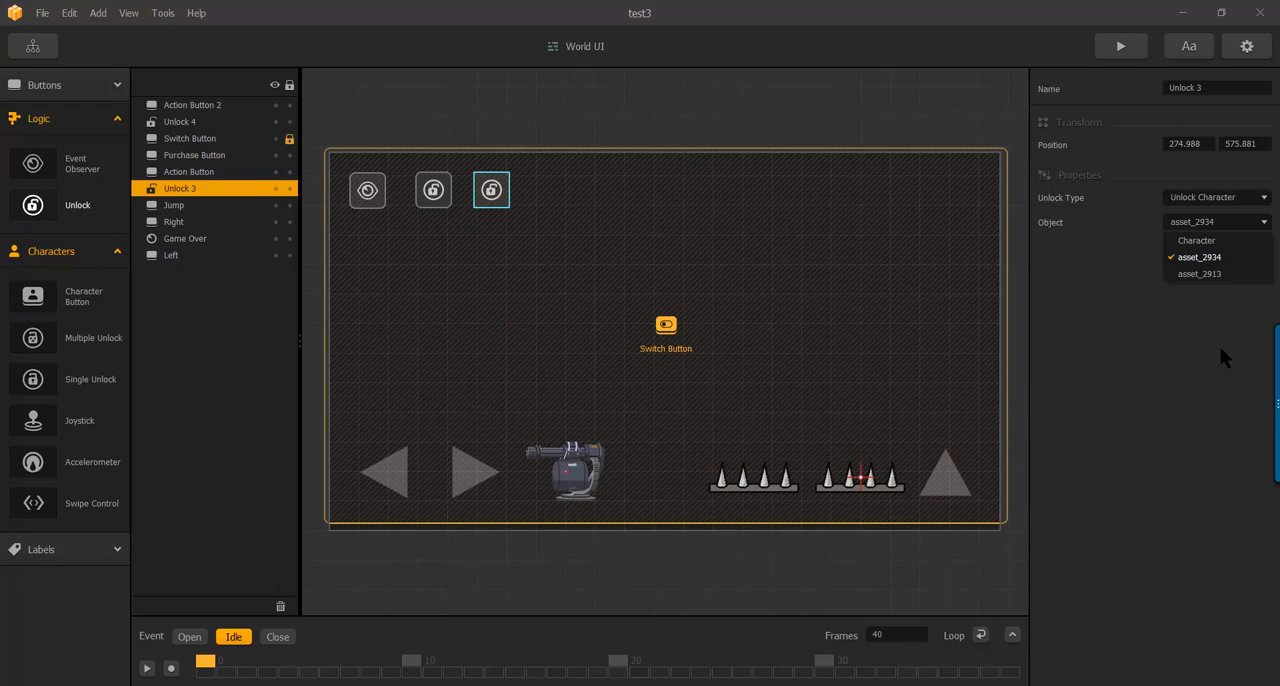 File Edit Add View Tools Help
test3
World UI
Aa
Buttons
Logic
Event
Observer
Unlock
Characters
Character
Button
Multiple Unlock
Single Unlock
Joystick
Accelerometer
Swipe Control
Labels
Action Button 2
Unlock 4
Switch Button
Purchase Button
Action Button
Unlock 3
Jump
Right
Game Over
Left
Switch Button
Name Unlock 3
Transform
Position 274.988 575.881
Properties
Unlock Type Unlock Character
Object asset_2934
Character
asset_2934
asset_2913
Event Open Idle Close
Frames 40 Loop
0 10 20 30